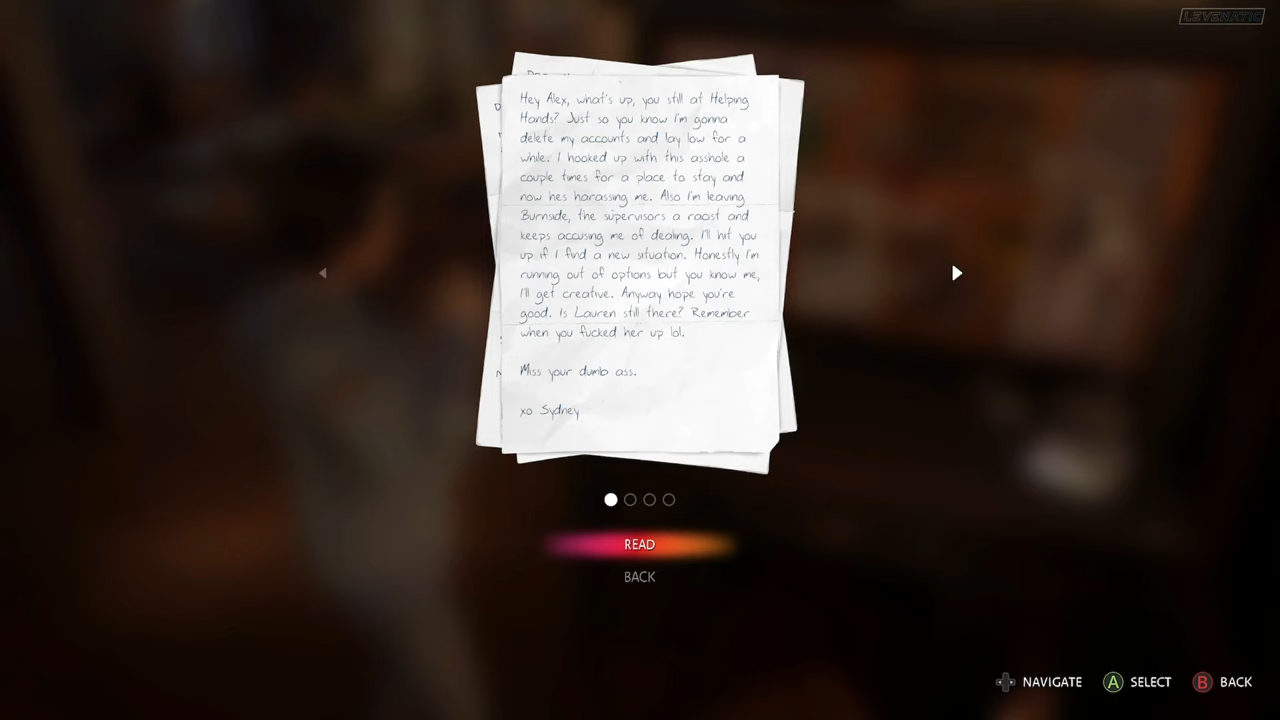 LEVENATIC
Hey Alex, what's up, you still at Helping
Hands? Just so you know I'm gonna
delete my accounts and lay low for a
while. I hooked up with this asshole a
couple times for a place to stay and
now hes harassing me. Also I'm leaving
Burnside, the supervisors a racist and
keeps accusing me of dealing. I'll hit you
up if I find a new situation. Honestly I'm
running out of options but you know me,
I'll get creative. Anyway hope you're
good. Is Lauren still there? Remember
when you fucked her up lol.
Miss your dumb ass.
xo Sydney
READ
BACK
NAVIGATE A SELECT B BACK